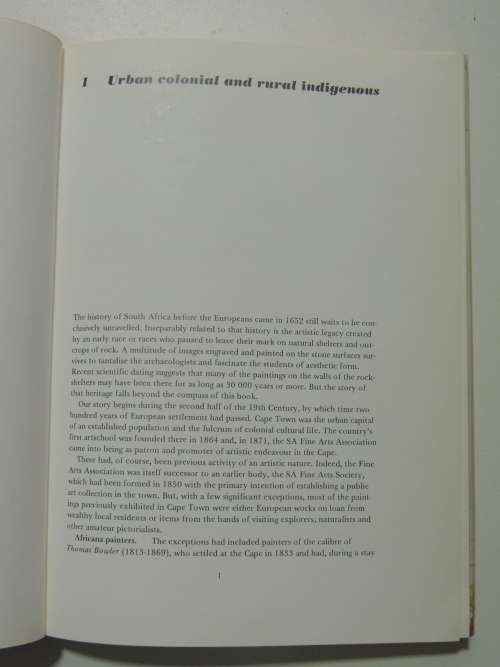 I Urban colonial and rural indigenous
The history of South Africa before the Europeans came in 1652 still waits to be con-
clusively unravelled. Inseparably related to that history is the artistic legacy created
by an early race or races who paused to leave their mark on natural shelters and out-
crops of rock. A multitude of images engraved and painted on the stone surfaces sur-
vives to tantalise the archaeologists and fascinate the students of aesthetic form.
Recent scientific dating suggests that many of the paintings on the walls of the rock-
shelters may have been there for as long as 30 000 years or more. But the story of
that heritage falls beyond the compass of this book.
Our story begins during the second half of the 19th Century, by which time two
hundred years of European settlement had passed. Cape Town was the urban capital
of an established population and the fulcrum of colonial cultural life. The country's
first artschool was founded there in 1864 and, in 1871, the SA Fine Arts Association
came into being as patron and promoter of artistic endeavour in the Cape.
There had, of course, been previous activity of an artistic nature. Indeed, the Fine
Arts Association was itself successor to an earlier body, the SA Fine Arts Society,
which had been formed in 1850 with the primary intention of establishing a public
art collection in the town. But, with a few significant exceptions, most of the paint-
ings previously exhibited in Cape Town were either European works on loan from
wealthy local residents or items from the hands of visiting explorers, naturalists and
other amateur pictorialists.
Africana painters. The exceptions had included painters of the calibre of
Thomas Bowler (1813-1869), who settled at the Cape in 1833 and had, during a stay
1